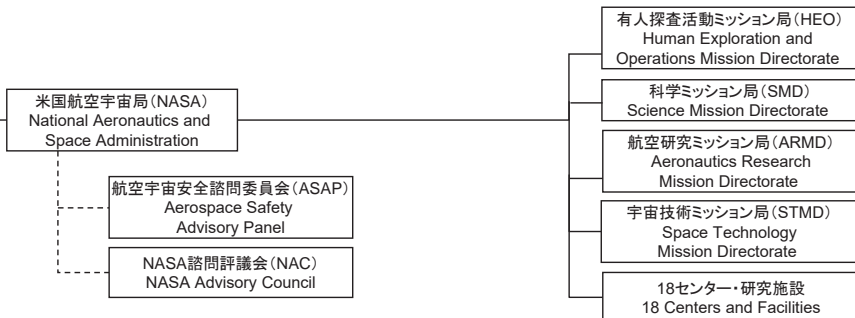 米国航空宇宙局(NASA)
National Aeronautics and
Space Administration
航空宇宙安全諮問委員会(ASAP)
Aerospace Safety
Advisory Panel
NASA諮問評議会(NAC)
NASA Advisory Council
有人探査活動ミッション局(HEO)
Human Exploration and
Operations Mission Directorate
科学ミッション局(SMD)
Science Mission Directorate
航空研究ミッション局(ARMD)
Aeronautics Research
Mission Directorate
宇宙技術ミッション局(STMD)
Space Technology
Mission Directorate
18センター・研究施設
18 Centers and Facilities